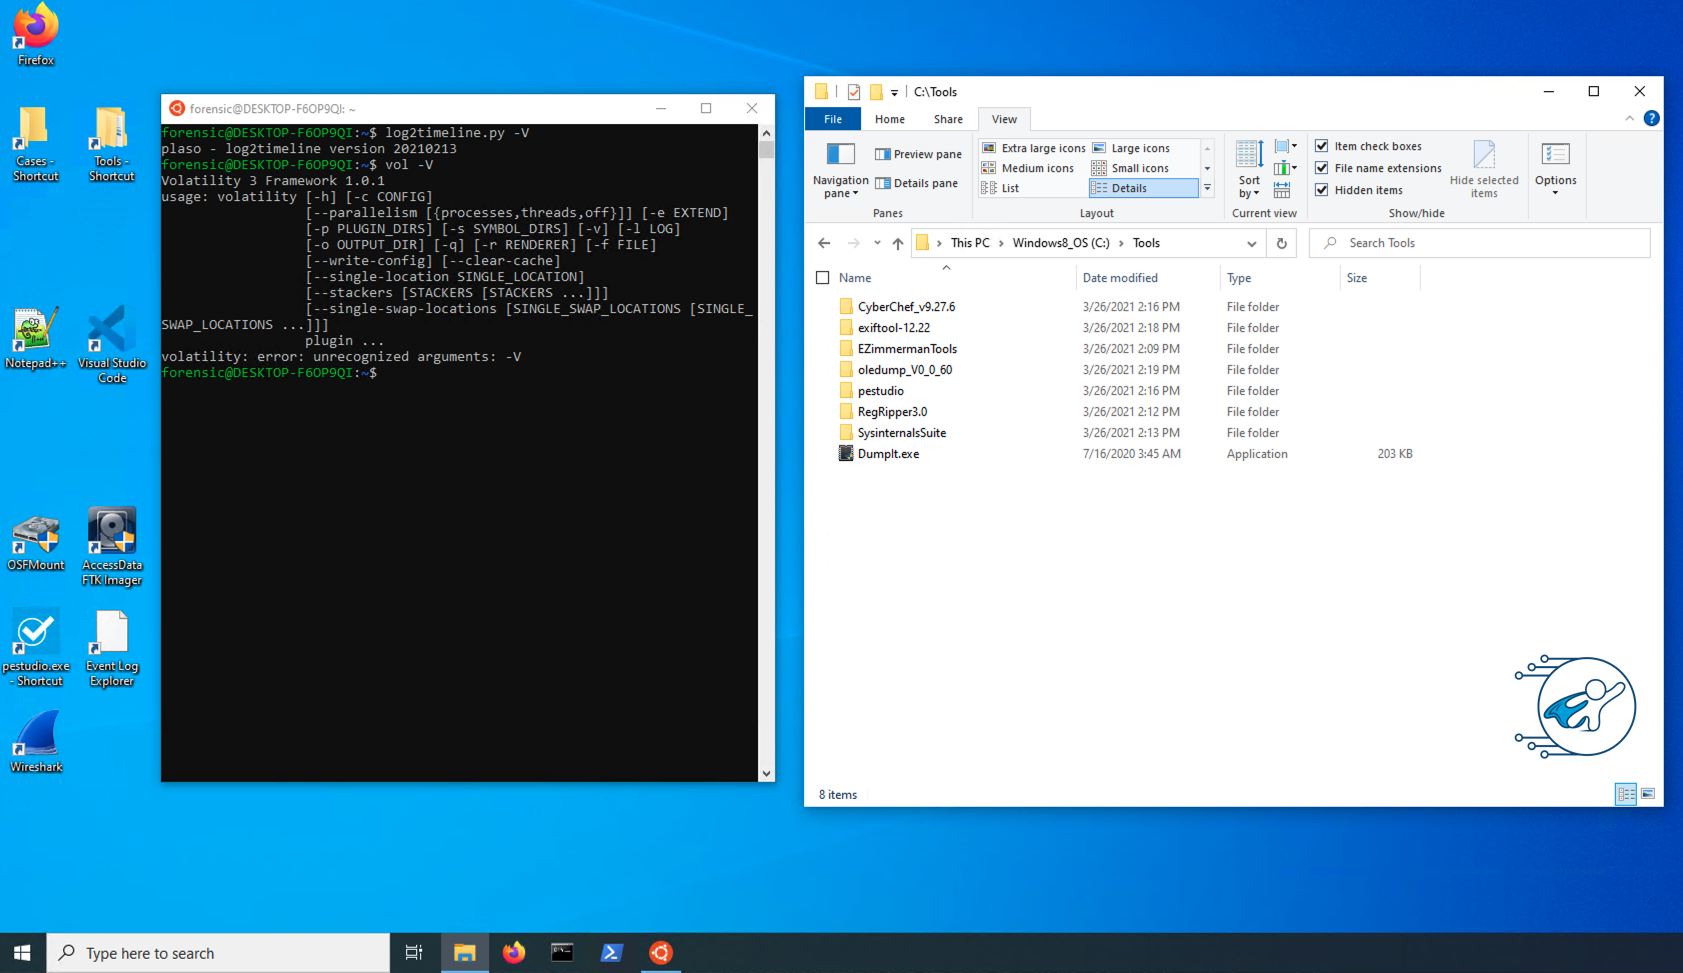 Firefox
Cases - Shortcut
Tools - Shortcut
Notepad++
Visual Studio Code
OSFMount
AccessData FTK Imager
pestudio.exe - Shortcut
Event Log Explorer
Wireshark
forensic@DESKTOP-F6OP9QI: ~
forensic@DESKTOP-F6OP9QI:~$ log2timeline.py -V
plaso - log2timeline version 20210213
forensic@DESKTOP-F6OP9QI:~$ vol -V
Volatility 3 Framework 1.0.1
usage: volatility [-h] [-c CONFIG]
[--parallelism [{processes,threads,off}]] [-e EXTEND]
[-p PLUGIN_DIRS] [-s SYMBOL_DIRS] [-v] [-l LOG]
[-o OUTPUT_DIR] [-q] [-r RENDERER] [-f FILE]
[--write-config] [--clear-cache]
[--single-location SINGLE_LOCATION]
[--stackers [STACKERS [STACKERS ...]]]
[--single-swap-locations [SINGLE_SWAP_LOCATIONS [SINGLE_
SWAP_LOCATIONS ...]]]
plugin ...
volatility: error: unrecognized arguments: -V
forensic@DESKTOP-F6OP9QI:~$
C:\Tools
File Home Share View
Navigation pane
Preview pane
Details pane
Panes
Extra large icons Large icons
Medium icons Small icons
List Details
Layout
Sort by
Current view
Item check boxes
File name extensions
Hidden items
Hide selected items
Show/hide
Options
This PC > Windows8_OS (C:) > Tools
Search Tools
Name Date modified Type Size
CyberChef_v9.27.6 3/26/2021 2:16 PM File folder
exiftool-12.22 3/26/2021 2:18 PM File folder
EZimmermanTools 3/26/2021 2:09 PM File folder
oledump_V0_0_60 3/26/2021 2:19 PM File folder
pestudio 3/26/2021 2:16 PM File folder
RegRipper3.0 3/26/2021 2:12 PM File folder
SysinternalsSuite 3/26/2021 2:13 PM File folder
DumpIt.exe 7/16/2020 3:45 AM Application 203 KB
8 items
Type here to search